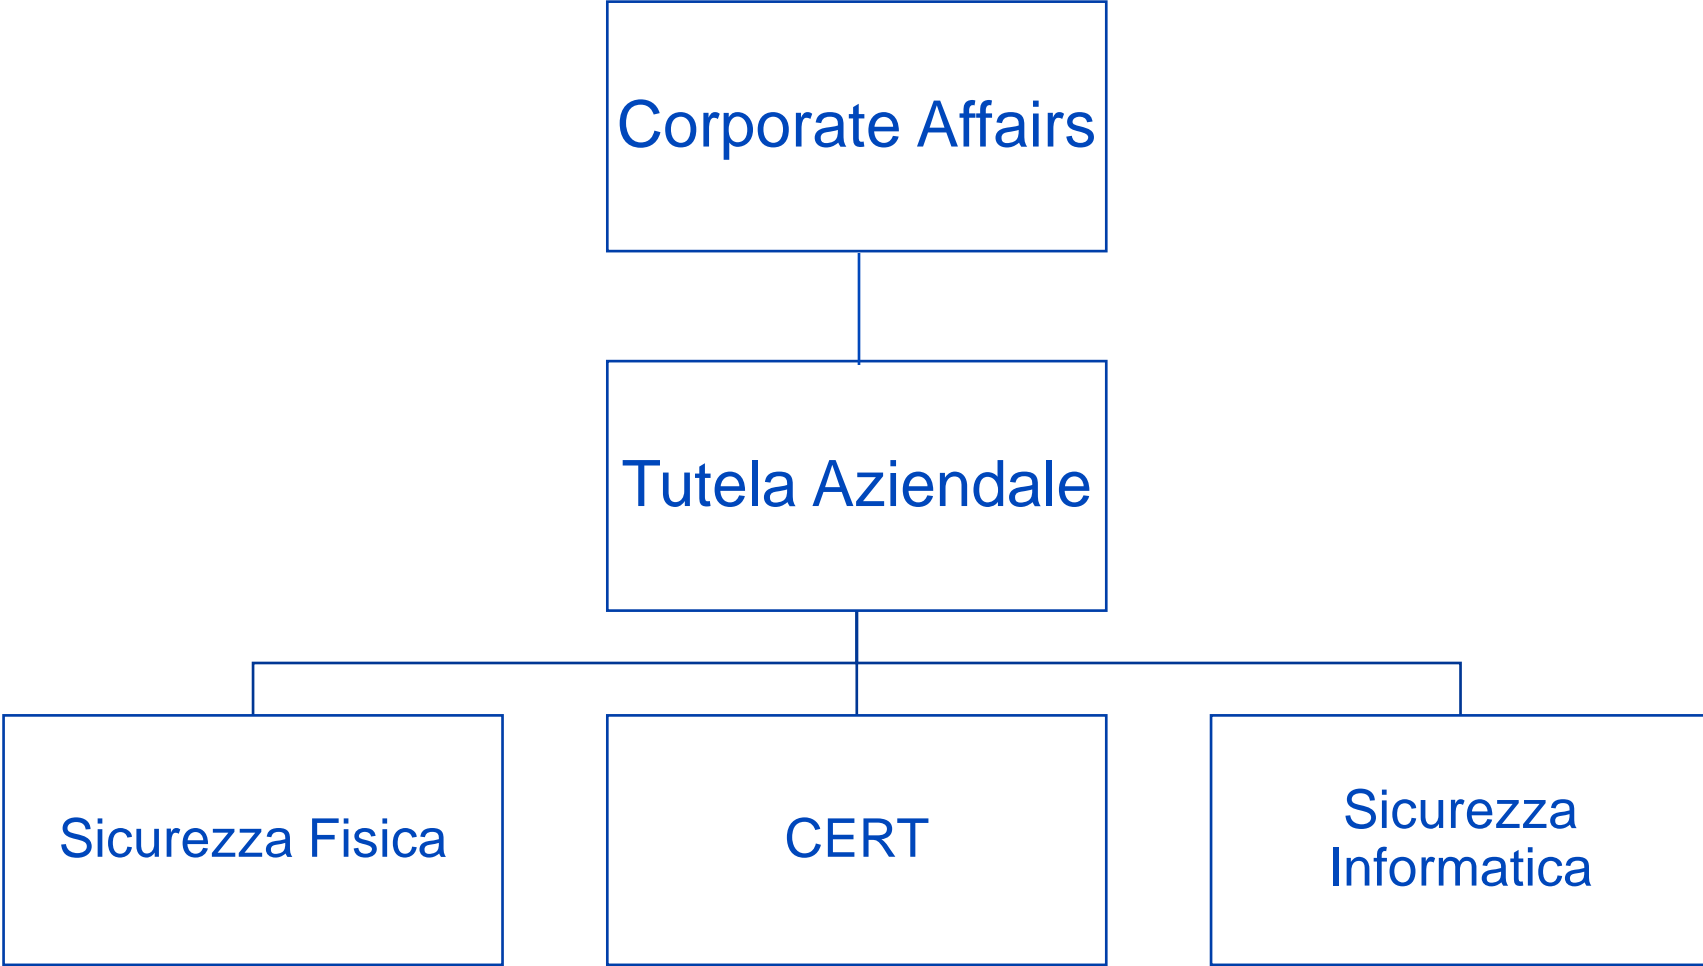 Corporate Affairs
Tutela Aziendale
Sicurezza Fisica
CERT
Sicurezza
Informatica